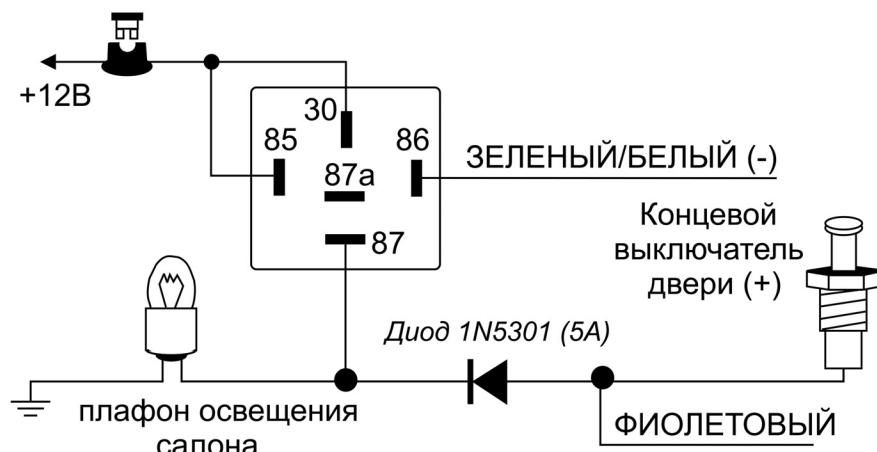 +12В
30
85
86
87а
87
ЗЕЛЕНЫЙ/БЕЛЫЙ (-)
Концевой
выключатель
двери (+)
Диод 1N5301 (5А)
плафон освещения
салона
ФИОЛЕТОВЫЙ